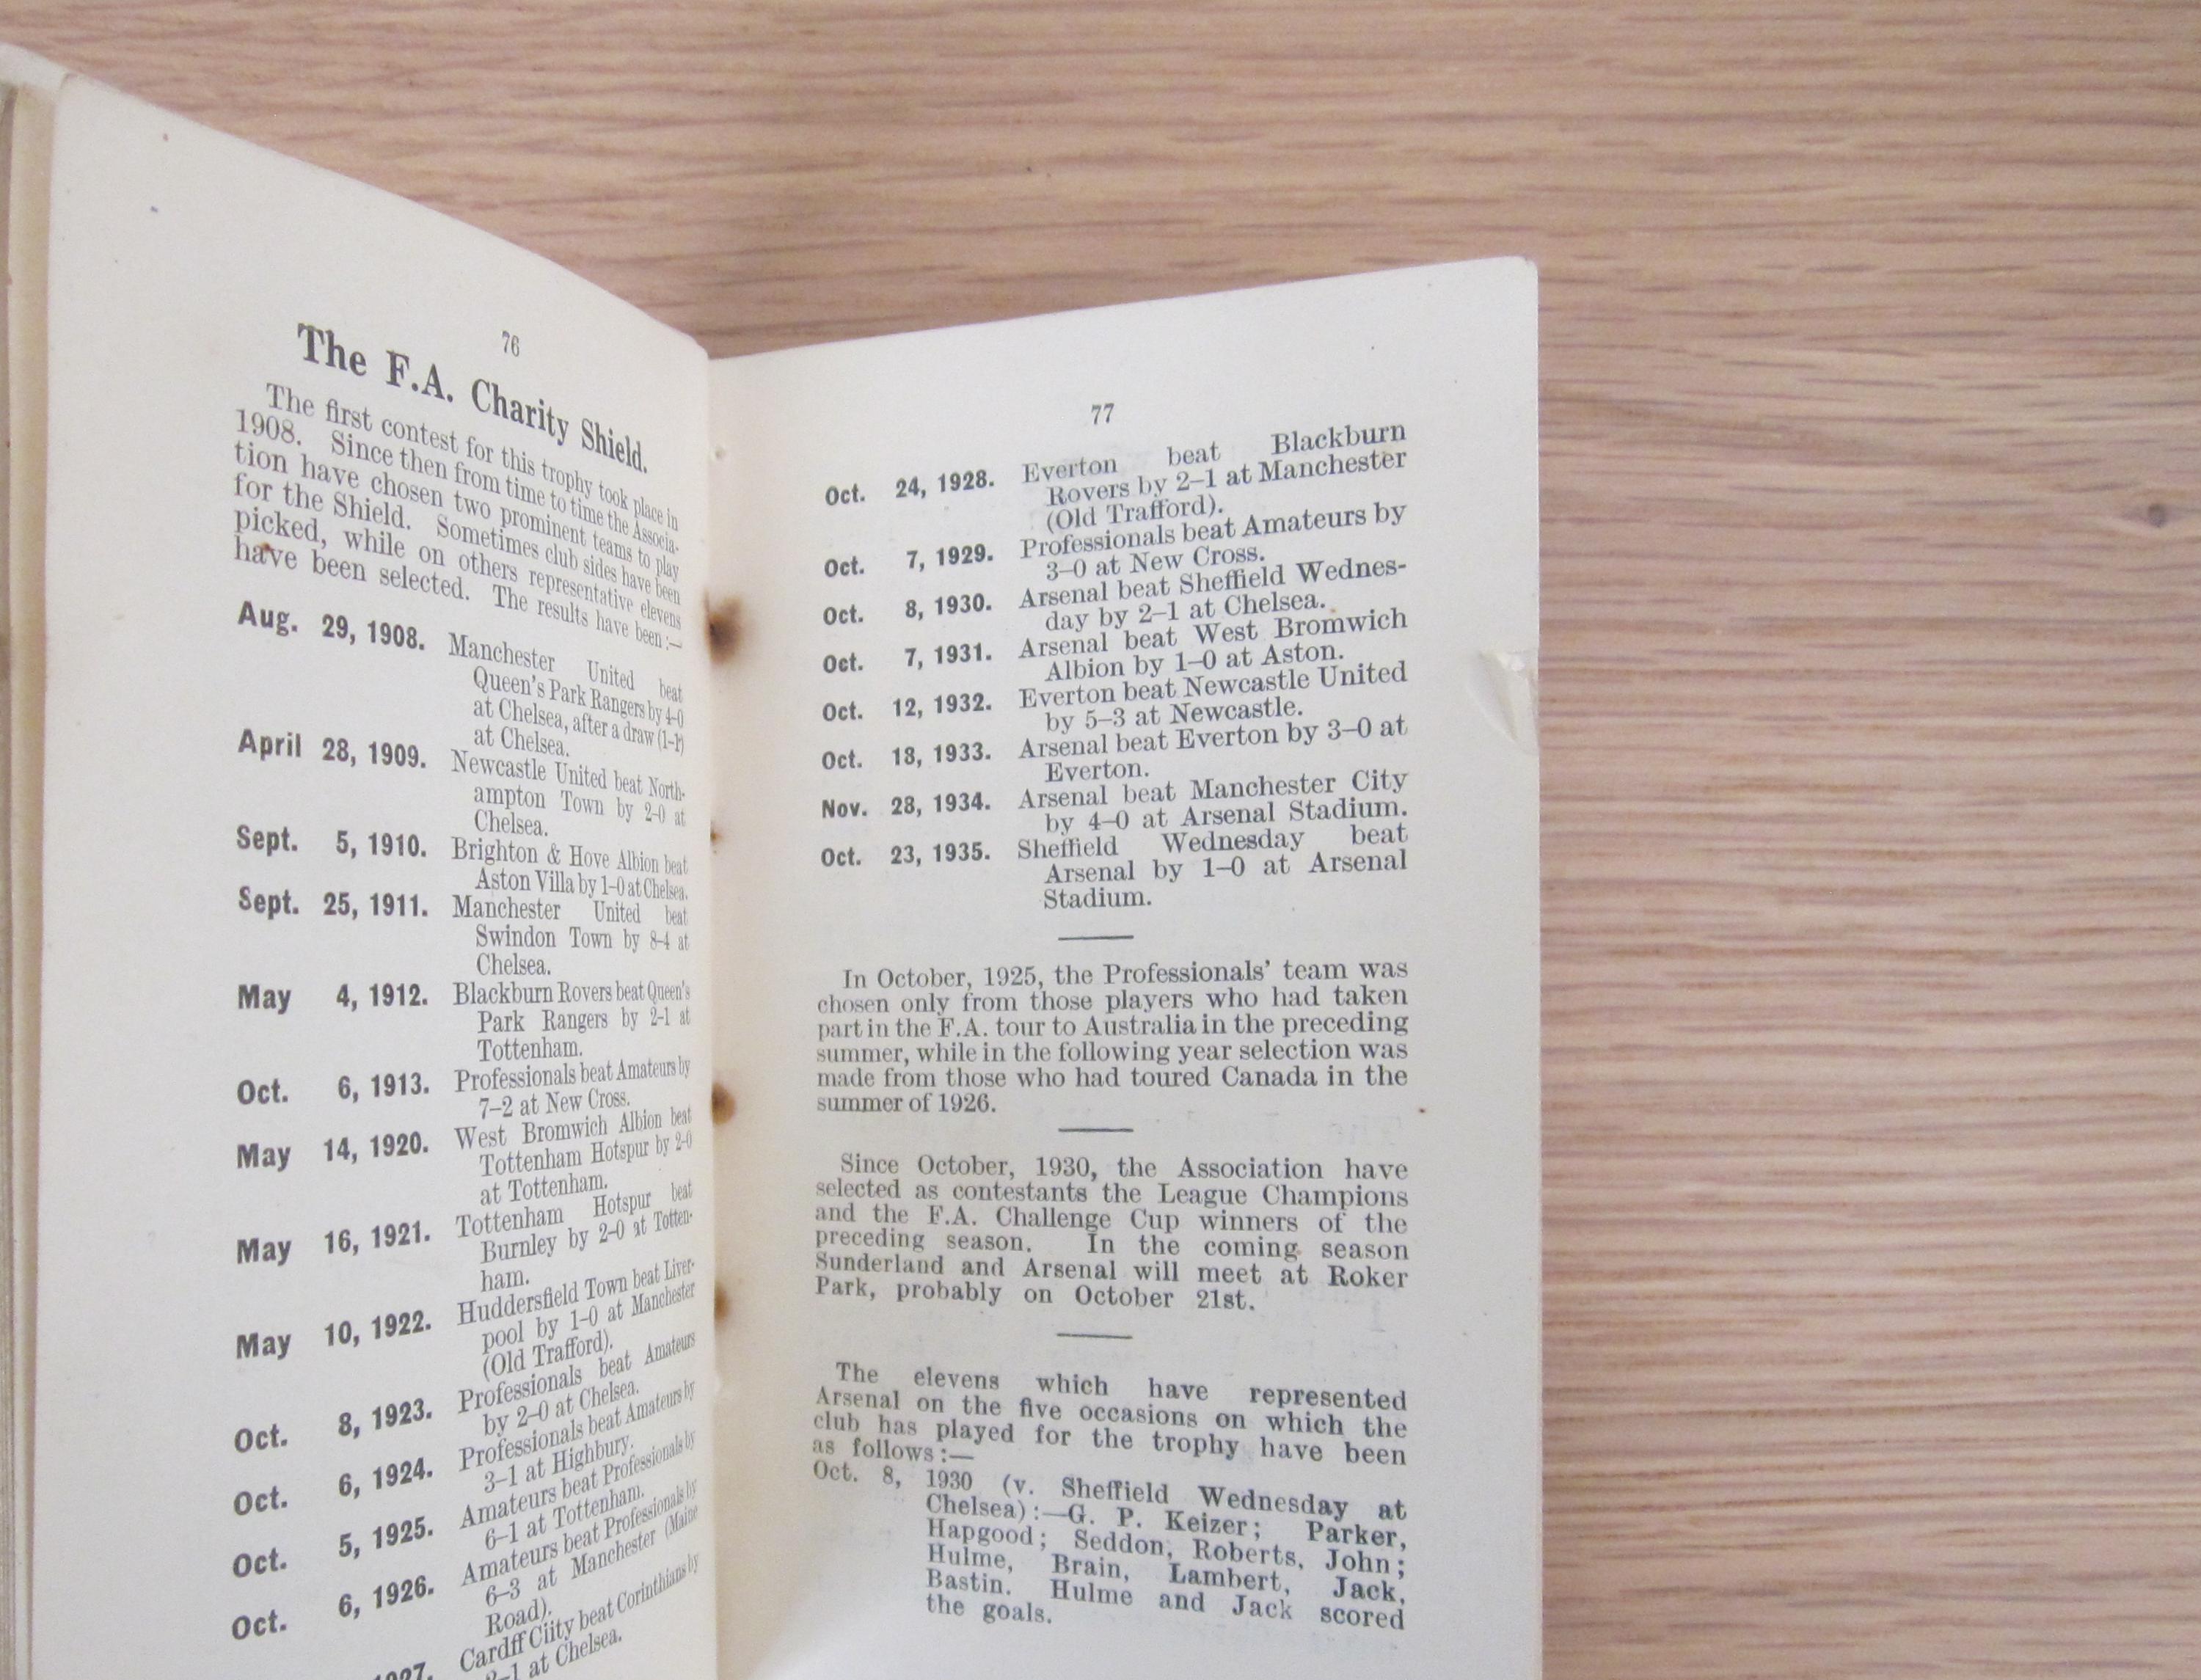 76
The F.A. Charity Shield.
The first contest for this trophy took place in
1908. Since then from time to time the Associa-
tion have chosen two prominent teams to play
for the Shield. Sometimes club sides have been
picked, while on others representative elevens
have been selected. The results have been :—
Aug. 29, 1908. Manchester United beat
Queen's Park Rangers by 4–0
at Chelsea, after a draw (1–1)
at Chelsea.
April 28, 1909. Newcastle United beat North-
ampton Town by 2–0 at
Chelsea.
Sept. 5, 1910. Brighton & Hove Albion beat
Aston Villa by 1–0 at Chelsea.
Sept. 25, 1911. Manchester United beat
Swindon Town by 8–4 at
Chelsea.
May 4, 1912. Blackburn Rovers beat Queen's
Park Rangers by 2–1 at
Tottenham.
Oct. 6, 1913. Professionals beat Amateurs by
7–2 at New Cross.
May 14, 1920. West Bromwich Albion beat
Tottenham Hotspur by 2–0
at Tottenham.
May 16, 1921. Tottenham Hotspur beat
Burnley by 2–0 at Totten-
ham.
May 10, 1922. Huddersfield Town beat Liver-
pool by 1–0 at Manchester
(Old Trafford).
Oct. 8, 1923. Professionals beat Amateurs
by 2–0 at Chelsea.
Oct. 6, 1924. Professionals beat Amateurs by
3–1 at Highbury.
Oct. 5, 1925. Amateurs beat Professionals by
6–1 at Tottenham.
Oct. 6, 1926. Amateurs beat Professionals by
6–3 at Manchester (Maine
Road).
Cardff Ciity beat Corinthians by
at Chelsea.
77
Oct. 24, 1928. Everton beat Blackburn
Rovers by 2–1 at Manchester
(Old Trafford).
Oct. 7, 1929. Professionals beat Amateurs by
3–0 at New Cross.
Oct. 8, 1930. Arsenal beat Sheffield Wednes-
day by 2–1 at Chelsea.
Oct. 7, 1931. Arsenal beat West Bromwich
Albion by 1–0 at Aston.
Oct. 12, 1932. Everton beat Newcastle United
by 5–3 at Newcastle.
Oct. 18, 1933. Arsenal beat Everton by 3–0 at
Everton.
Nov. 28, 1934. Arsenal beat Manchester City
by 4–0 at Arsenal Stadium.
Oct. 23, 1935. Sheffield Wednesday beat
Arsenal by 1–0 at Arsenal
Stadium.
In October, 1925, the Professionals' team was
chosen only from those players who had taken
part in the F.A. tour to Australia in the preceding
summer, while in the following year selection was
made from those who had toured Canada in the
summer of 1926.
Since October, 1930, the Association have
selected as contestants the League Champions
and the F.A. Challenge Cup winners of the
preceding season. In the coming season
Sunderland and Arsenal will meet at Roker
Park, probably on October 21st.
The elevens which have represented
Arsenal on the five occasions on which the
club has played for the trophy have been
as follows :—
Oct. 8, 1930 (v. Sheffield Wednesday at
Chelsea) :—G. P. Keizer; Parker,
Hapgood; Seddon, Roberts, John;
Hulme, Brain, Lambert, Jack,
Bastin. Hulme and Jack scored
the goals.